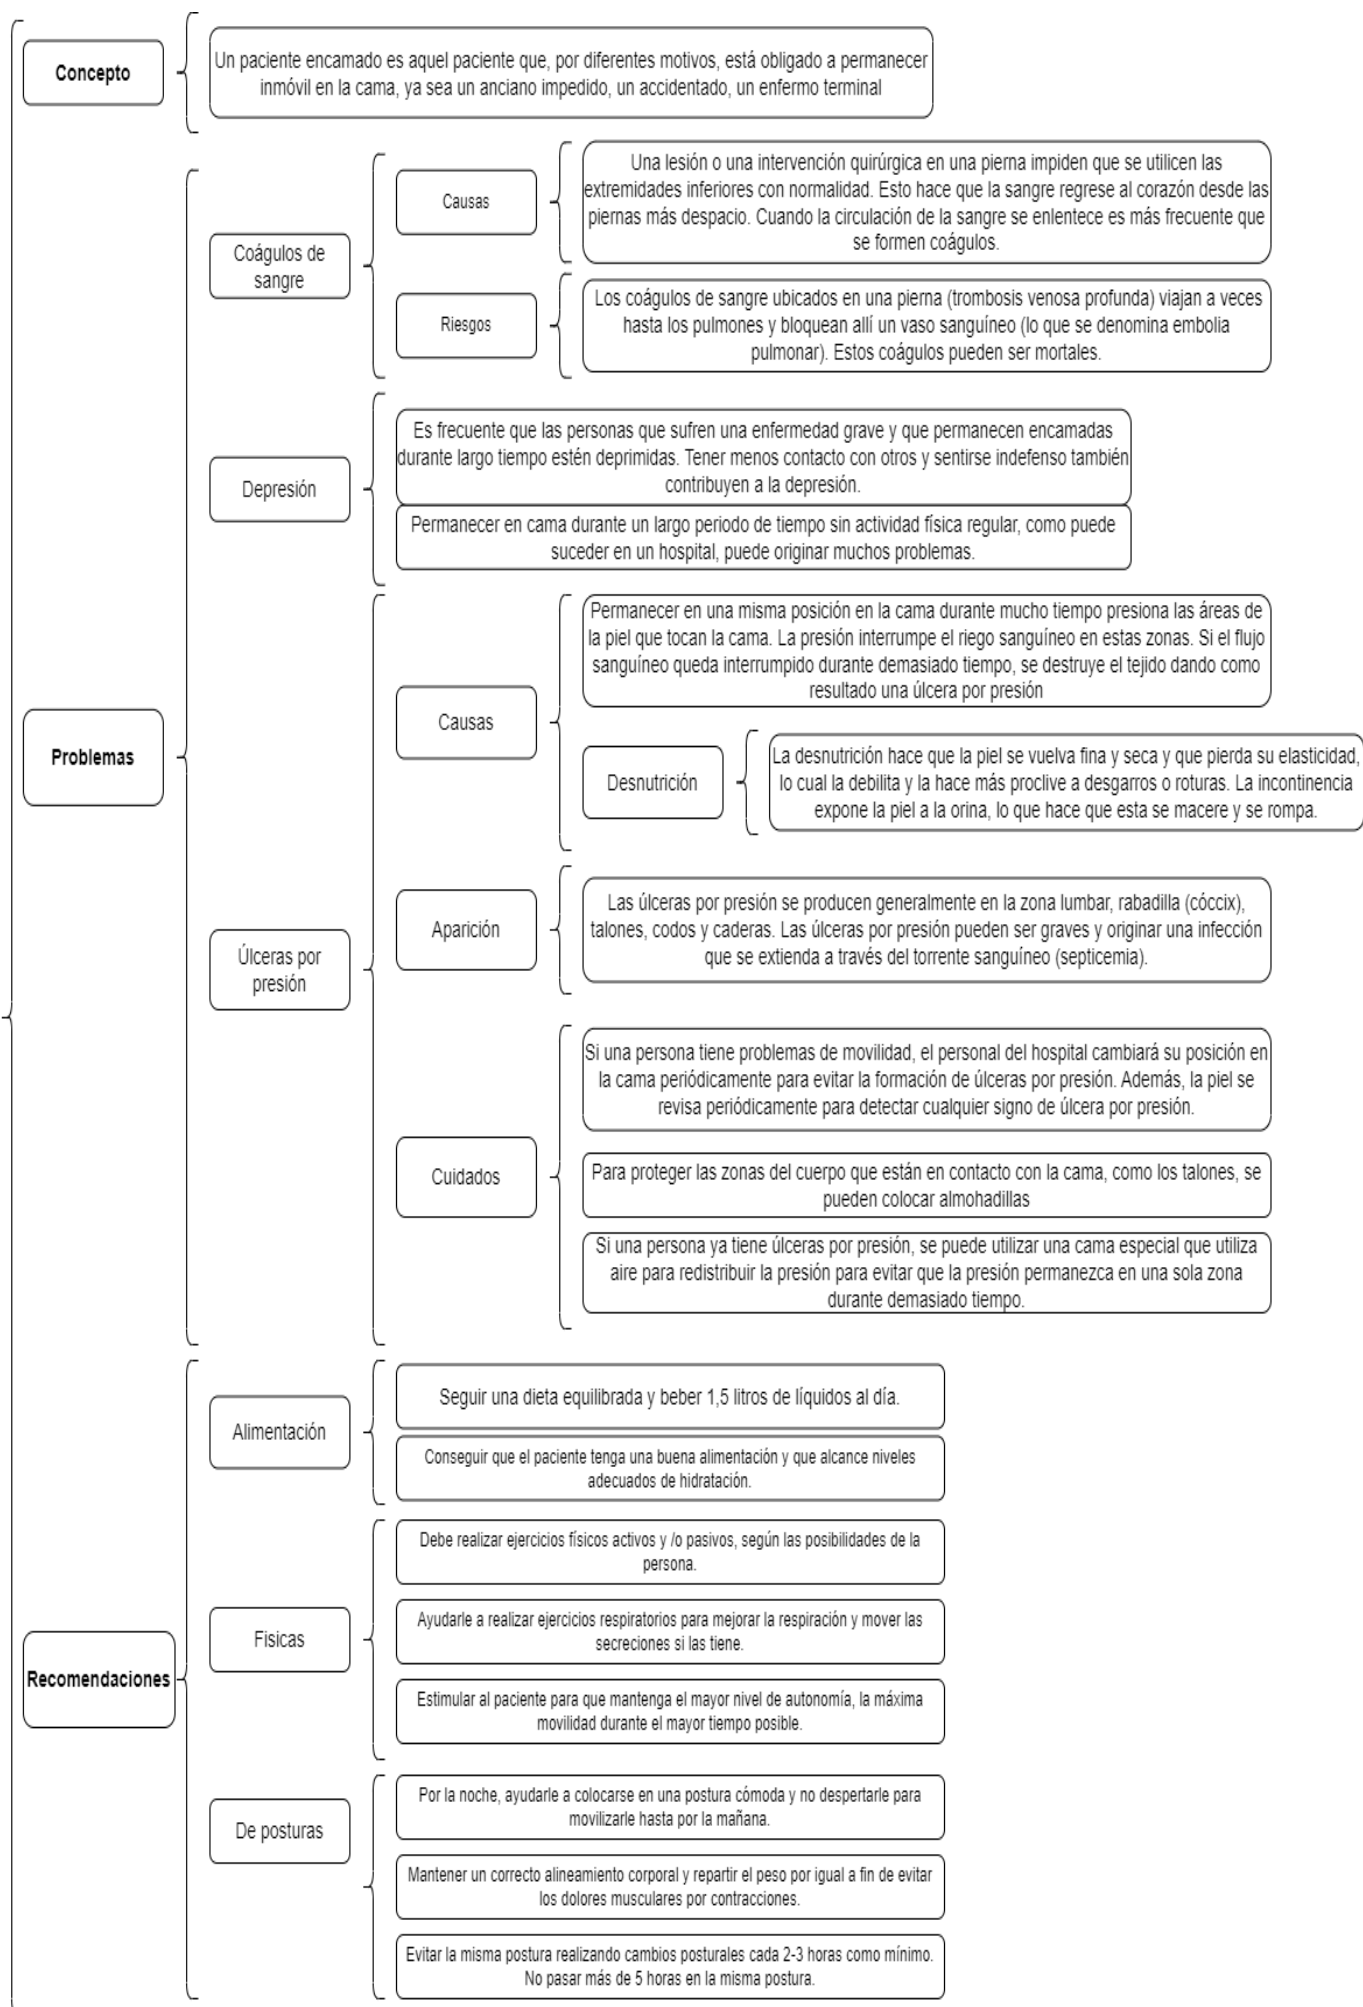 Concepto
Un paciente encamado es aquel paciente que, por diferentes motivos, está obligado a permanecer
inmóvil en la cama, ya sea un anciano impedido, un accidentado, un enfermo terminal
Problemas
Coágulos de
sangre
Causas
Una lesión o una intervención quirúrgica en una pierna impiden que se utilicen las
extremidades inferiores con normalidad. Esto hace que la sangre regrese al corazón desde las
piernas más despacio. Cuando la circulación de la sangre se enlentece es más frecuente que
se formen coágulos.
Riesgos
Los coágulos de sangre ubicados en una pierna (trombosis venosa profunda) viajan a veces
hasta los pulmones y bloquean allí un vaso sanguíneo (lo que se denomina embolia
pulmonar). Estos coágulos pueden ser mortales.
Depresión
Es frecuente que las personas que sufren una enfermedad grave y que permanecen encamadas
durante largo tiempo estén deprimidas. Tener menos contacto con otros y sentirse indefenso también
contribuyen a la depresión.
Permanecer en cama durante un largo periodo de tiempo sin actividad física regular, como puede
suceder en un hospital, puede originar muchos problemas.
Úlceras por
presión
Causas
Permanecer en una misma posición en la cama durante mucho tiempo presiona las áreas de
la piel que tocan la cama. La presión interrumpe el riego sanguíneo en estas zonas. Si el flujo
sanguíneo queda interrumpido durante demasiado tiempo, se destruye el tejido dando como
resultado una úlcera por presión
Desnutrición
La desnutrición hace que la piel se vuelva fina y seca y que pierda su elasticidad,
lo cual la debilita y la hace más proclive a desgarros o roturas. La incontinencia
expone la piel a la orina, lo que hace que esta se macere y se rompa.
Aparición
Las úlceras por presión se producen generalmente en la zona lumbar, rabadilla (cóccix),
talones, codos y caderas. Las úlceras por presión pueden ser graves y originar una infección
que se extienda a través del torrente sanguíneo (septicemia).
Cuidados
Si una persona tiene problemas de movilidad, el personal del hospital cambiará su posición en
la cama periódicamente para evitar la formación de úlceras por presión. Además, la piel se
revisa periódicamente para detectar cualquier signo de úlcera por presión.
Para proteger las zonas del cuerpo que están en contacto con la cama, como los talones, se
pueden colocar almohadillas
Si una persona ya tiene úlceras por presión, se puede utilizar una cama especial que utiliza
aire para redistribuir la presión para evitar que la presión permanezca en una sola zona
durante demasiado tiempo.
Recomendaciones
Alimentación
Seguir una dieta equilibrada y beber 1,5 litros de líquidos al día.
Conseguir que el paciente tenga una buena alimentación y que alcance niveles
adecuados de hidratación.
Fisicas
Debe realizar ejercicios físicos activos y /o pasivos, según las posibilidades de la
persona.
Ayudarle a realizar ejercicios respiratorios para mejorar la respiración y mover las
secreciones si las tiene.
Estimular al paciente para que mantenga el mayor nivel de autonomía, la máxima
movilidad durante el mayor tiempo posible.
De posturas
Por la noche, ayudarle a colocarse en una postura cómoda y no despertarle para
movilizarle hasta por la mañana.
Mantener un correcto alineamiento corporal y repartir el peso por igual a fin de evitar
los dolores musculares por contracciones.
Evitar la misma postura realizando cambios posturales cada 2-3 horas como mínimo.
No pasar más de 5 horas en la misma postura.